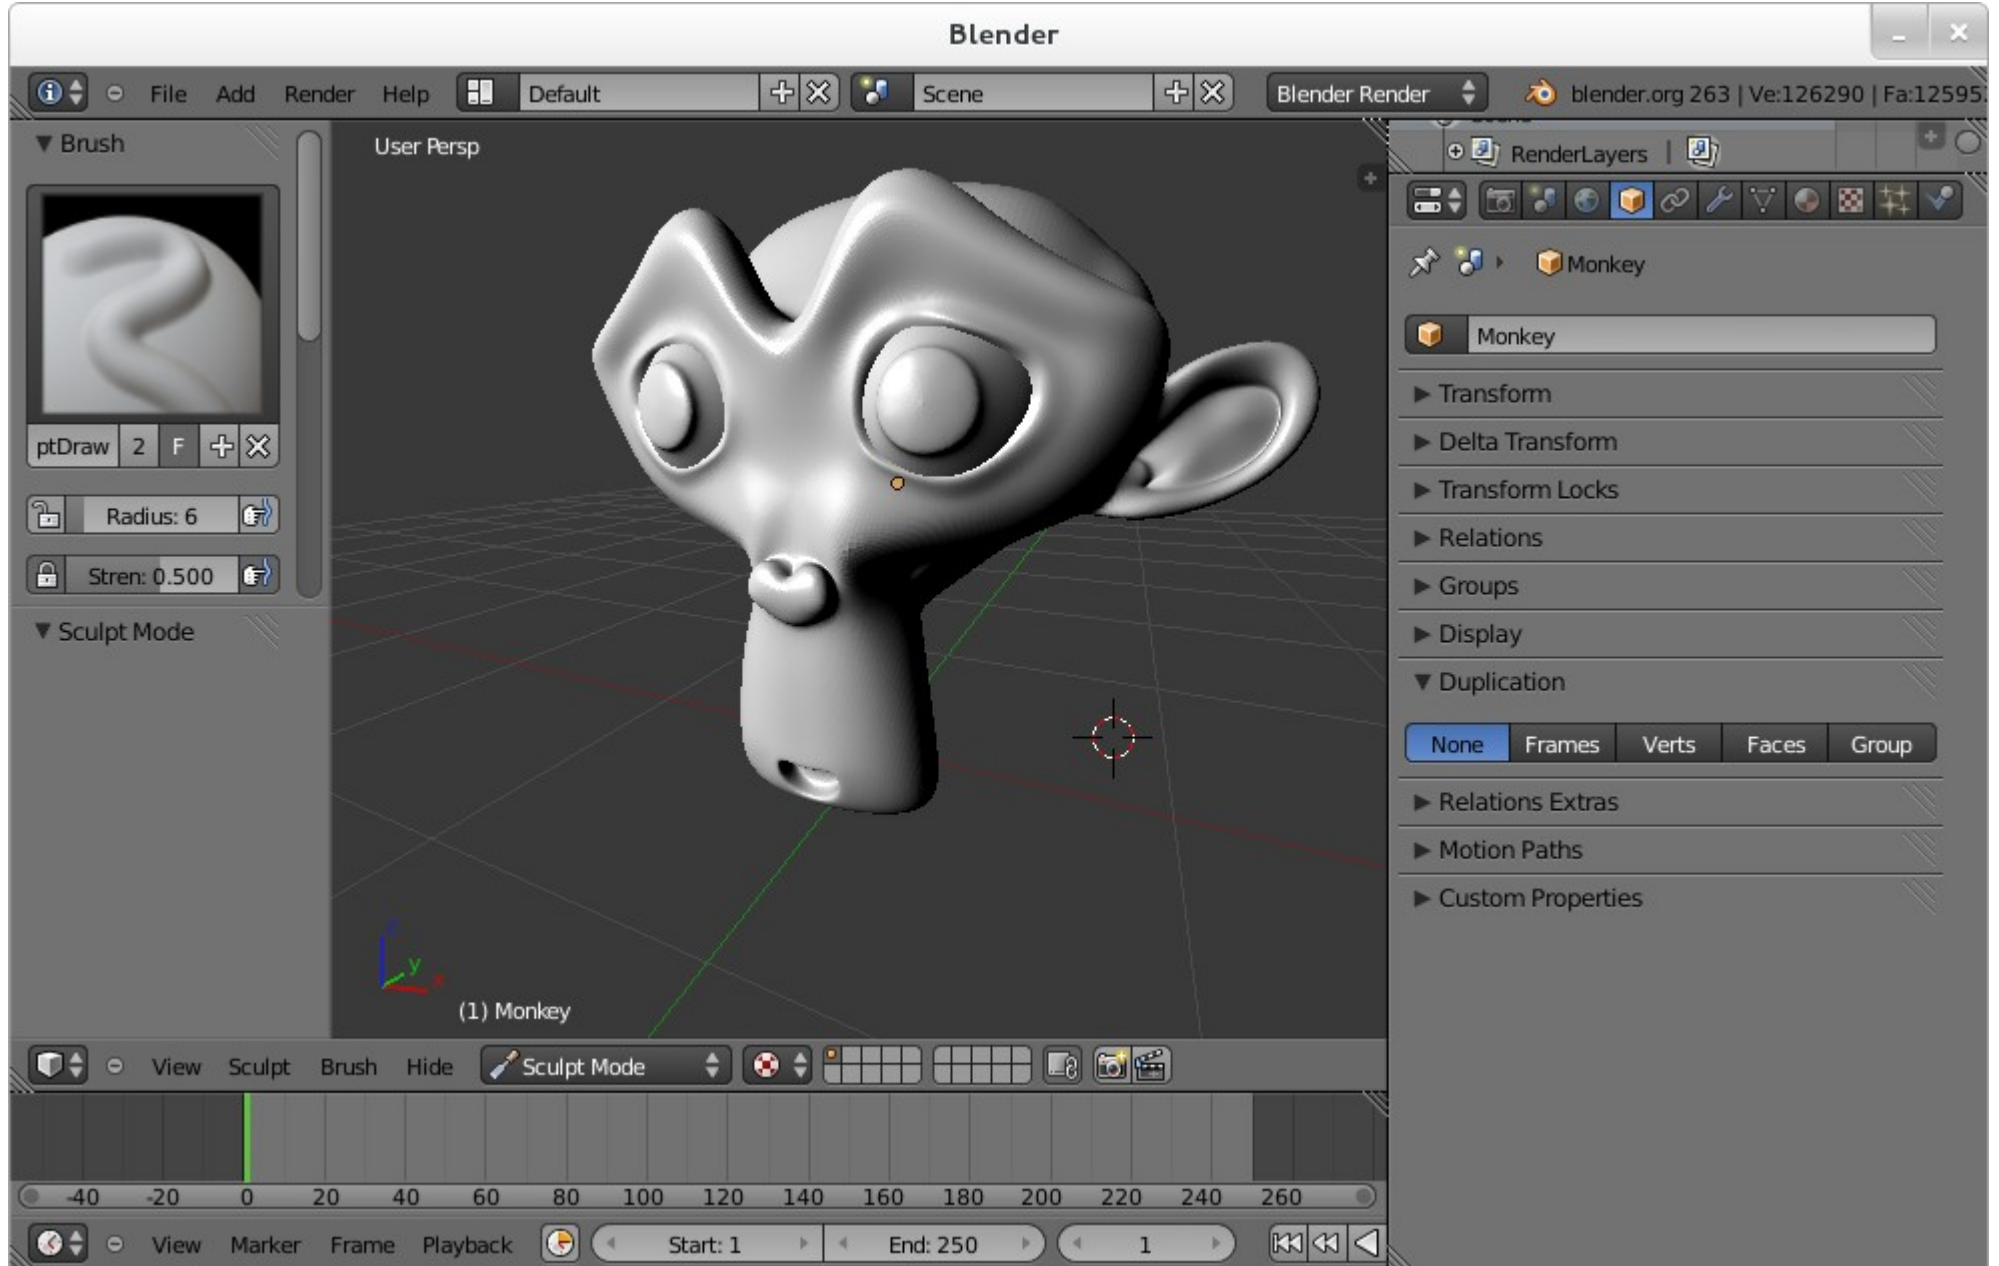 Blender
File Add Render Help Default Scene Blender Render blender.org 263 | Ve:126290 | Fa:12595
Brush
ptDraw 2 F
Radius: 6
Stren: 0.500
Sculpt Mode
User Persp
z
y
x
(1) Monkey
RenderLayers |
Monkey
Monkey
Transform
Delta Transform
Transform Locks
Relations
Groups
Display
Duplication
None Frames Verts Faces Group
Relations Extras
Motion Paths
Custom Properties
View Sculpt Brush Hide Sculpt Mode
-40 -20 0 20 40 60 80 100 120 140 160 180 200 220 240 260
View Marker Frame Playback Start: 1 End: 250 1